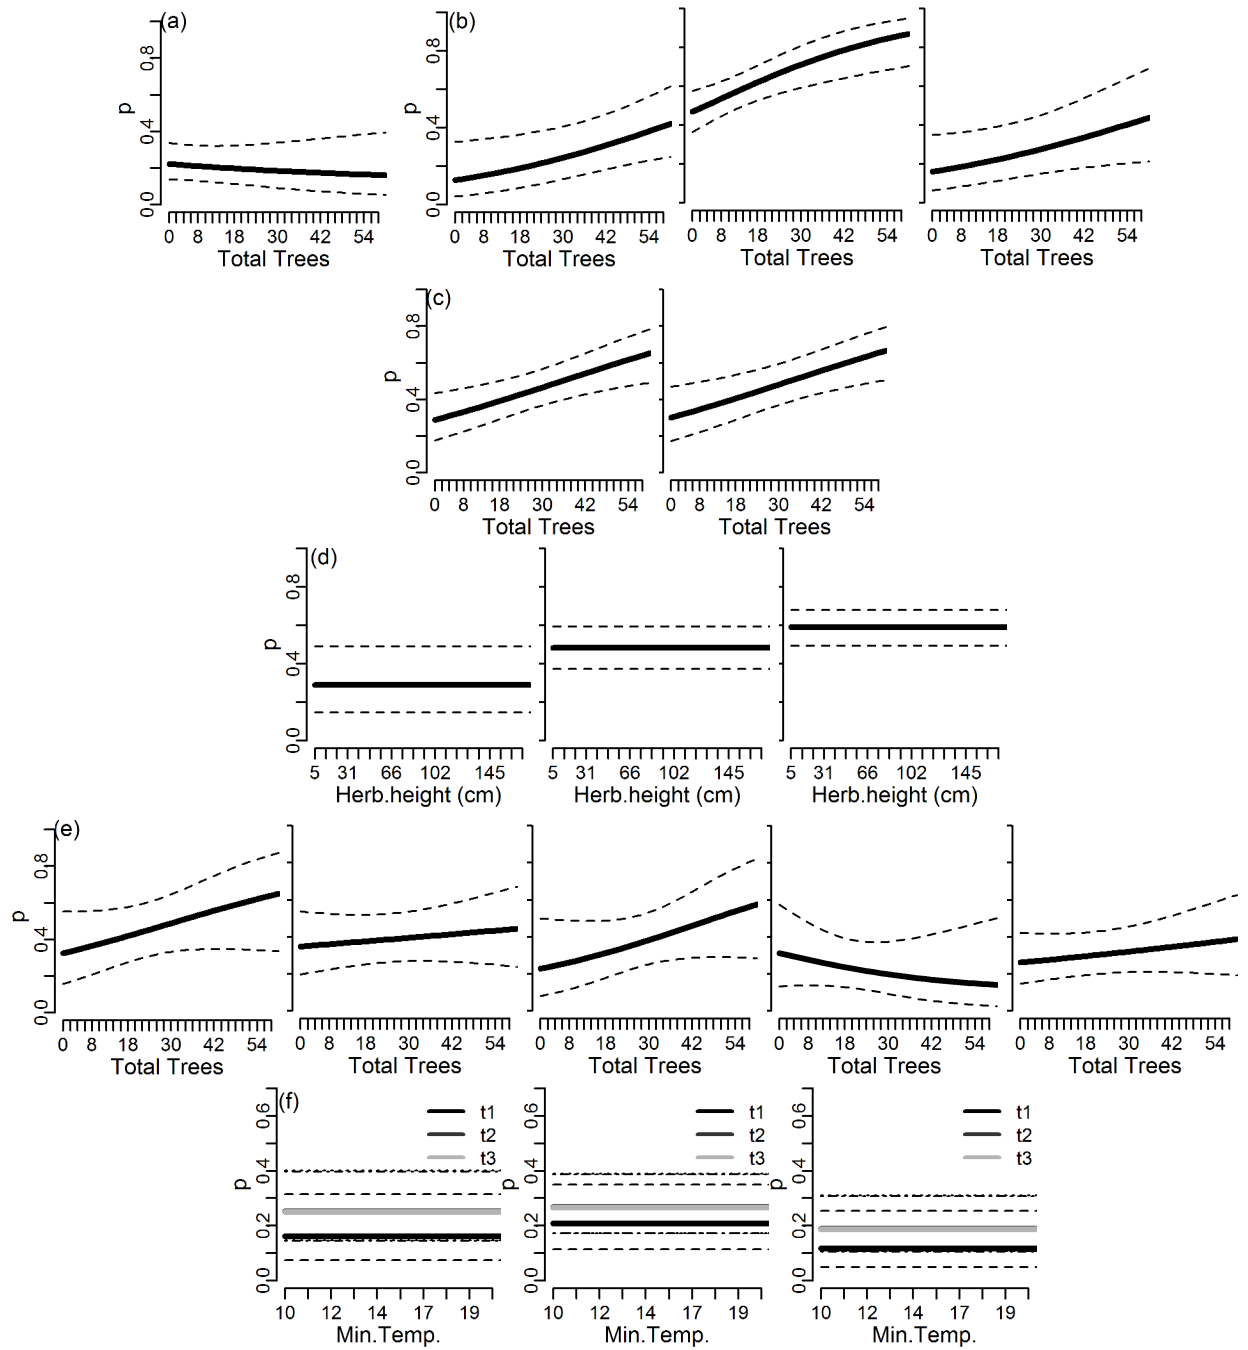 (a)
p
0.0 0.4 0.8
0 8 18 30 42 54
Total Trees
(b)
p
0.0 0.4 0.8
0 8 18 30 42 54
Total Trees
0 8 18 30 42 54
Total Trees
0 8 18 30 42 54
Total Trees
(c)
p
0.0 0.4 0.8
0 8 18 30 42 54
Total Trees
0 8 18 30 42 54
Total Trees
(d)
p
0.0 0.4 0.8
5 31 66 102 145
Herb.height (cm)
5 31 66 102 145
Herb.height (cm)
5 31 66 102 145
Herb.height (cm)
(e)
p
0.0 0.4 0.8
0 8 18 30 42 54
Total Trees
0 8 18 30 42 54
Total Trees
0 8 18 30 42 54
Total Trees
0 8 18 30 42 54
Total Trees
0 8 18 30 42 54
Total Trees
(f)
p
0.0 0.2 0.4 0.6
t1
t2
t3
10 12 14 17 19
Min.Temp.
p
0.0 0.2 0.4 0.6
t1
t2
t3
10 12 14 17 19
Min.Temp.
p
0.0 0.2 0.4 0.6
t1
t2
t3
10 12 14 17 19
Min.Temp.